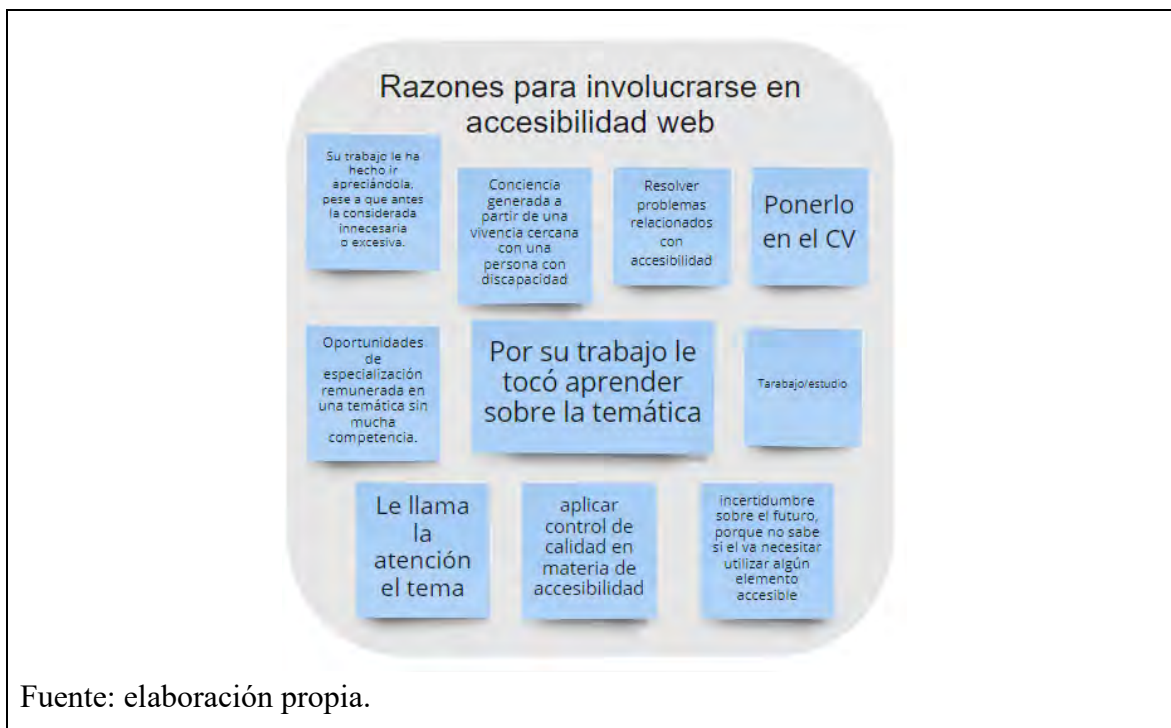 Razones para involucrarse en
accesibilidad web
Su trabajo le ha
hecho ir
apreciándola,
pese a que antes
la considerada
innecesaria
o excesiva.
Conciencia
generada a
partir de una
vivencia cercana
con una
persona con
discapacidad
Resolver
problemas
relacionados
con
accesibilidad
Ponerlo
en el CV
Oportunidades
de
especialización
remunerada en
una temática sin
mucha
competencia.
Por su trabajo le
tocó aprender
sobre la temática
Tarabajo/estudio
Le llama
la
atención
el tema
aplicar
control de
calidad en
materia de
accesibilidad
incertidumbre
sobre el futuro,
porque no sabe
si el va necesitar
utilizar algún
elemento
accesible
Fuente: elaboración propia.